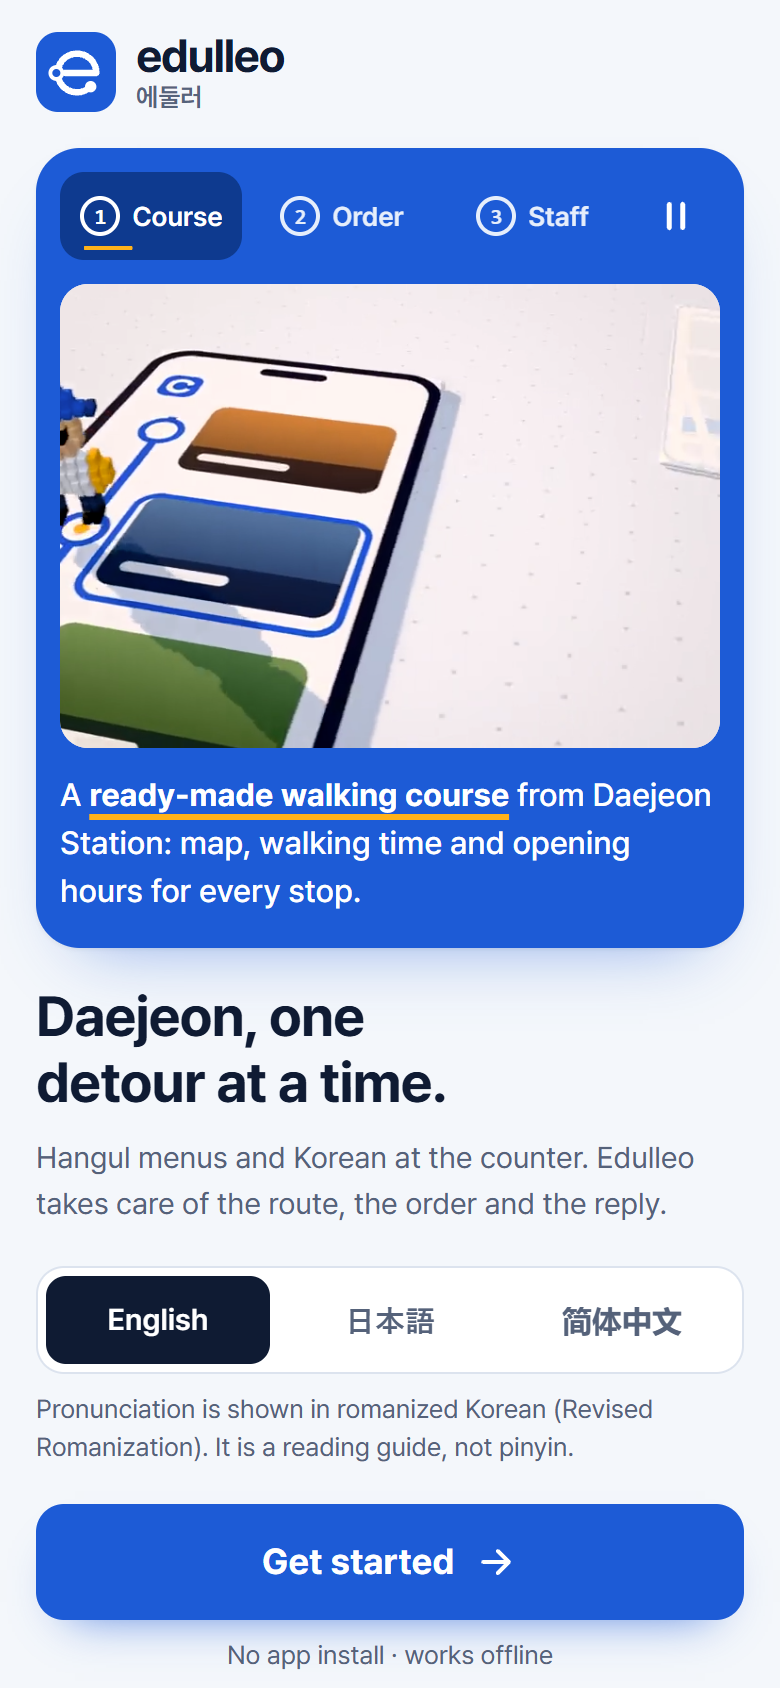 edulleo
에둘러
1 Course
2 Order
3 Staff
A ready-made walking course from Daejeon
Station: map, walking time and opening
hours for every stop.
Daejeon, one
detour at a time.
Hangul menus and Korean at the counter. Edulleo
takes care of the route, the order and the reply.
English
日本語
简体中文
Pronunciation is shown in romanized Korean (Revised
Romanization). It is a reading guide, not pinyin.
Get started →
No app install · works offline